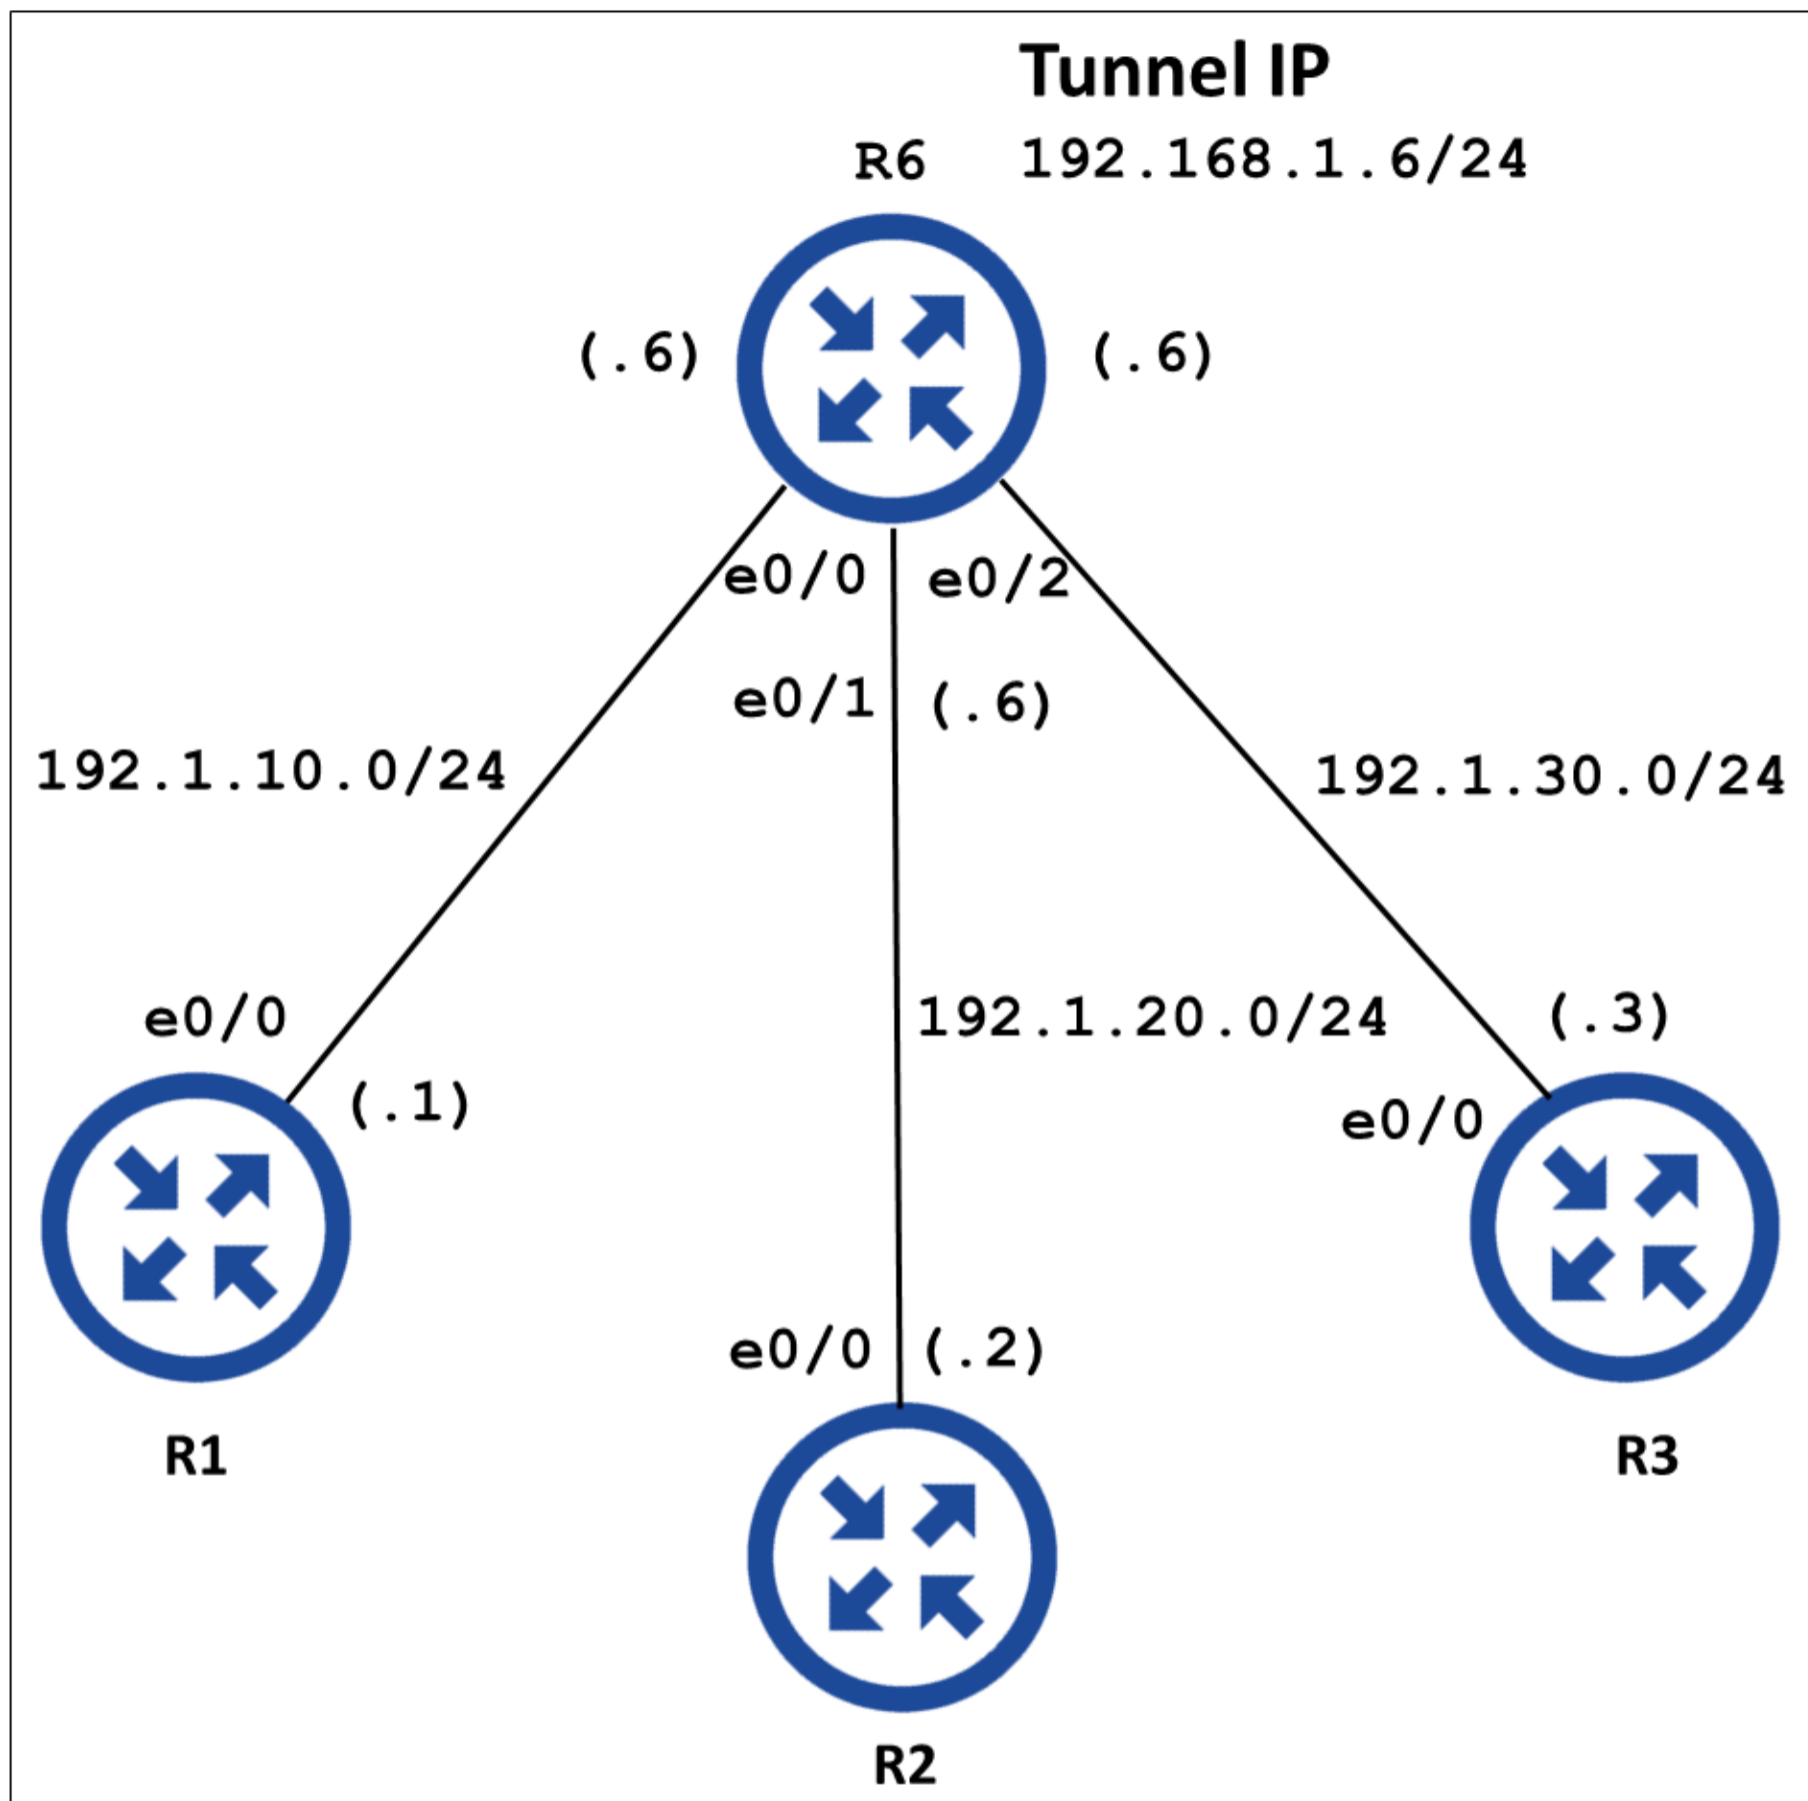 Tunnel IP
R6 192.168.1.6/24
(.6) (.6)
e0/0 e0/2
e0/1 (.6)
192.1.10.0/24 192.1.30.0/24
e0/0 192.1.20.0/24 (.3)
(.1) e0/0
e0/0 (.2)
R1 R3
R2